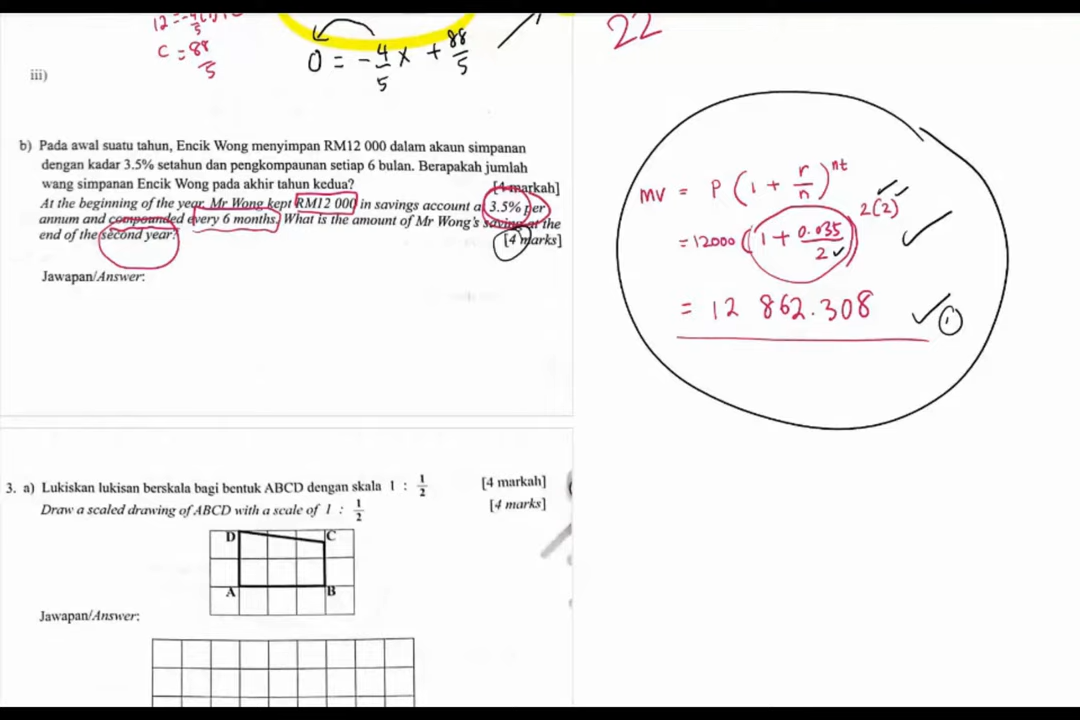 12 = -4/5
C = 88/5
0 = -4/5 x + 88/5
22
iii)
b) Pada awal suatu tahun, Encik Wong menyimpan RM12 000 dalam akaun simpanan
dengan kadar 3.5% setahun dan pengkompaunan setiap 6 bulan. Berapakah jumlah
wang simpanan Encik Wong pada akhir tahun kedua? [4 markah]
At the beginning of the year, Mr Wong kept RM12 000 in savings account a 3.5% per
annum and compounded every 6 months. What is the amount of Mr Wong's saving at the
end of the second year? [4 marks]
Jawapan/Answer:
MV = P(1 + r/n)^nt
= 12000 (1 + 0.035/2)^2(2)
= 12 862.308
1
3. a) Lukiskan lukisan berskala bagi bentuk ABCD dengan skala 1 : 1/2 [4 markah]
Draw a scaled drawing of ABCD with a scale of 1 : 1/2 [4 marks]
D C
A B
Jawapan/Answer: